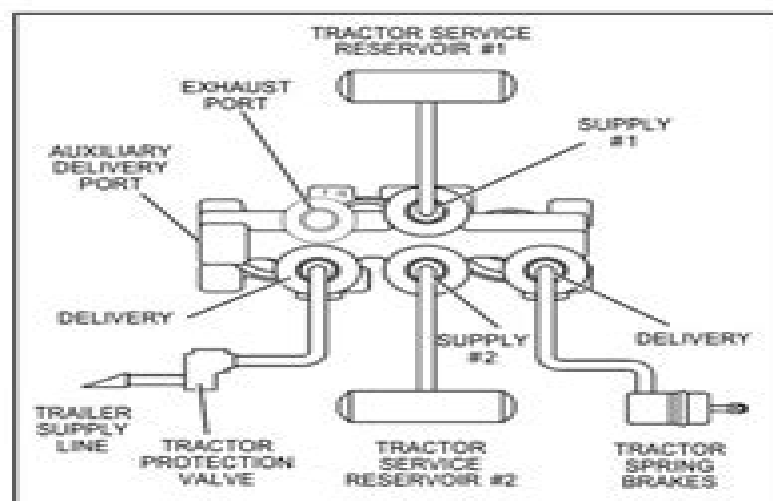 TRACTOR SERVICE
RESERVOIR #1
EXHAUST
PORT
SUPPLY
#1
AUXILIARY
DELIVERY
PORT
DELIVERY
SUPPLY
#2
DELIVERY
TRAILER
SUPPLY
LINE
TRACTOR
PROTECTION
VALVE
TRACTOR
SERVICE
RESERVOIR #2
TRACTOR
SPRING
BRAKES